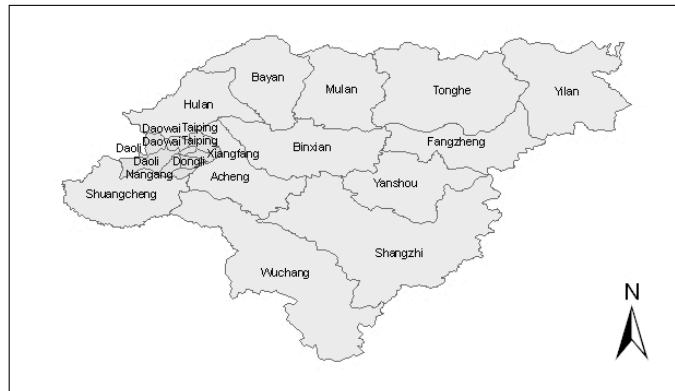 Bayan
Mulan
Tonghe
Yilan
Hulan
Daowai Taiping
Daowai Taiping
Daoli
Binxian
Fangzheng
Xiangfang
Daoli
Dongli
Nangang
Acheng
Yanshou
Shuangcheng
Shangzhi
Wuchang
N